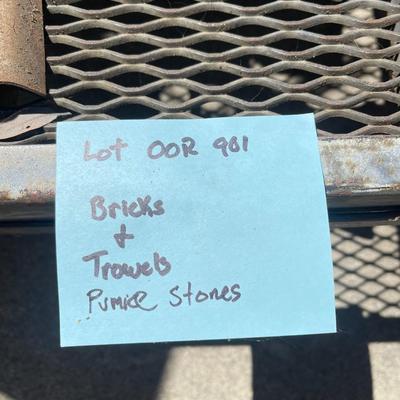 Lot OOR 901
Bricks
+
Trowels
Pumice Stones